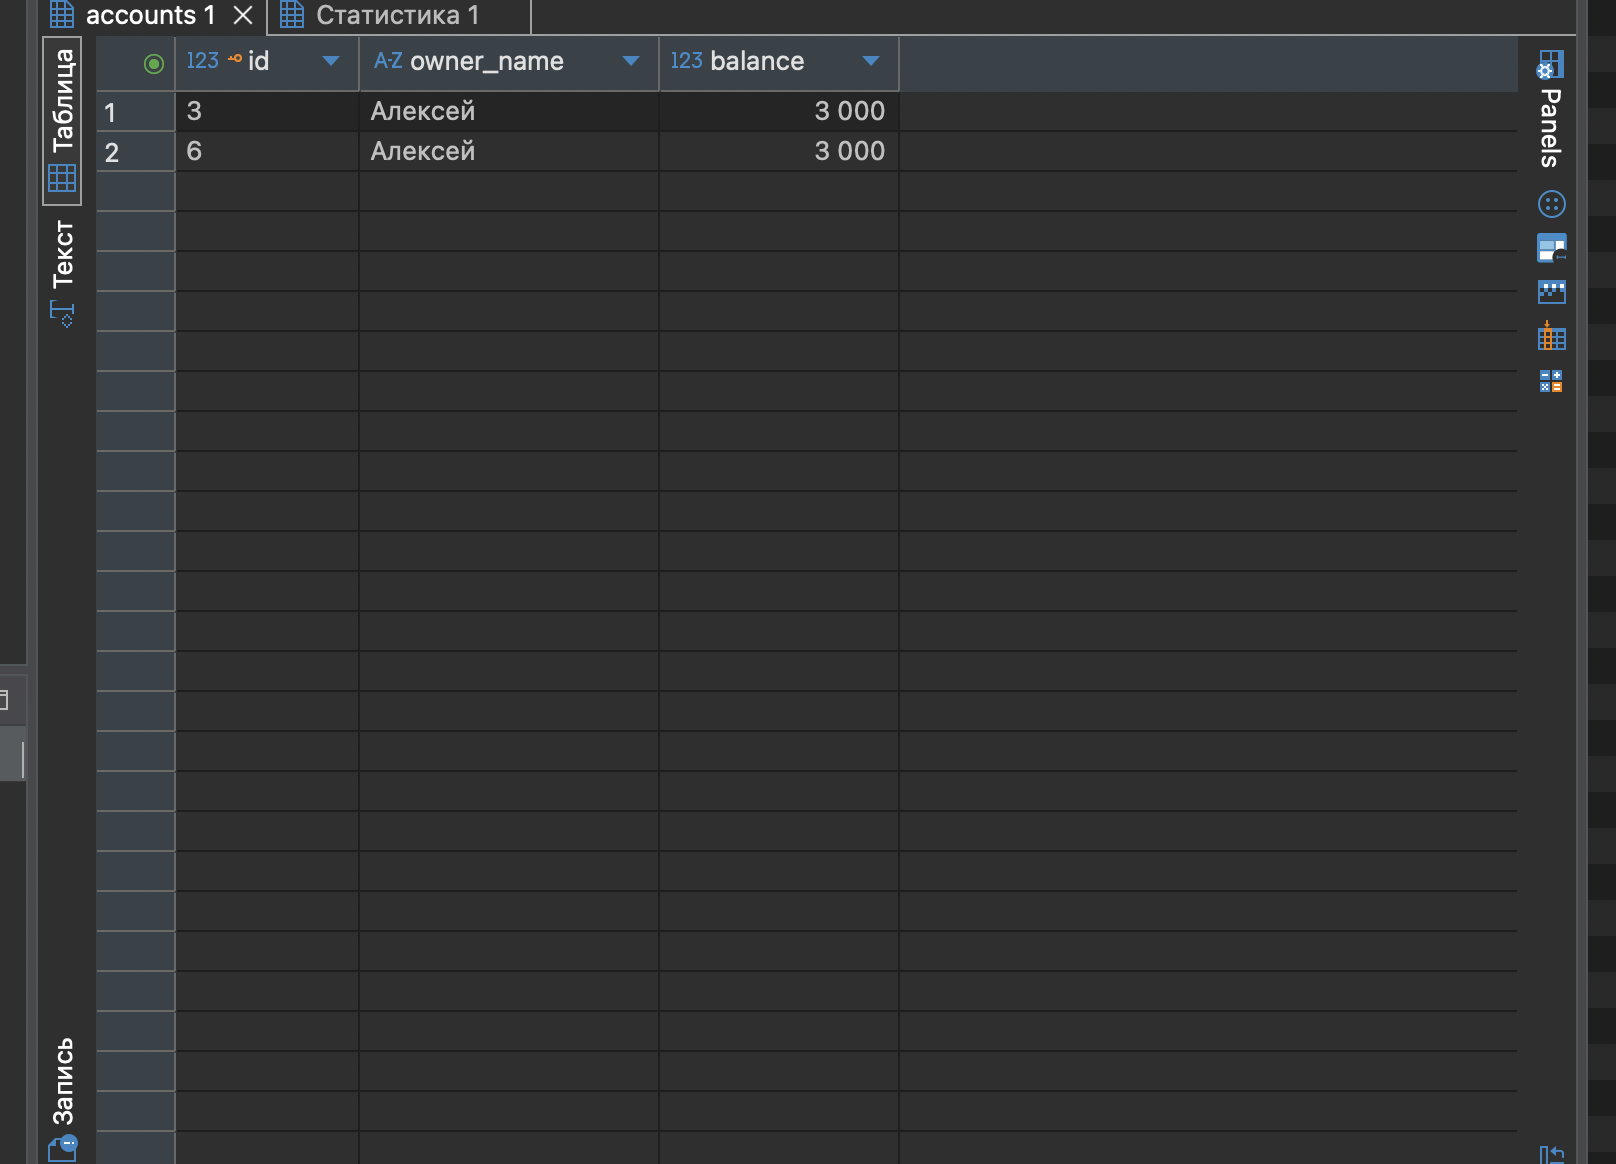 accounts 1
Статистика 1
Таблица
Текст
Запись
123 id
A-Z owner_name
123 balance
1 3 Алексей 3 000
2 6 Алексей 3 000
Panels